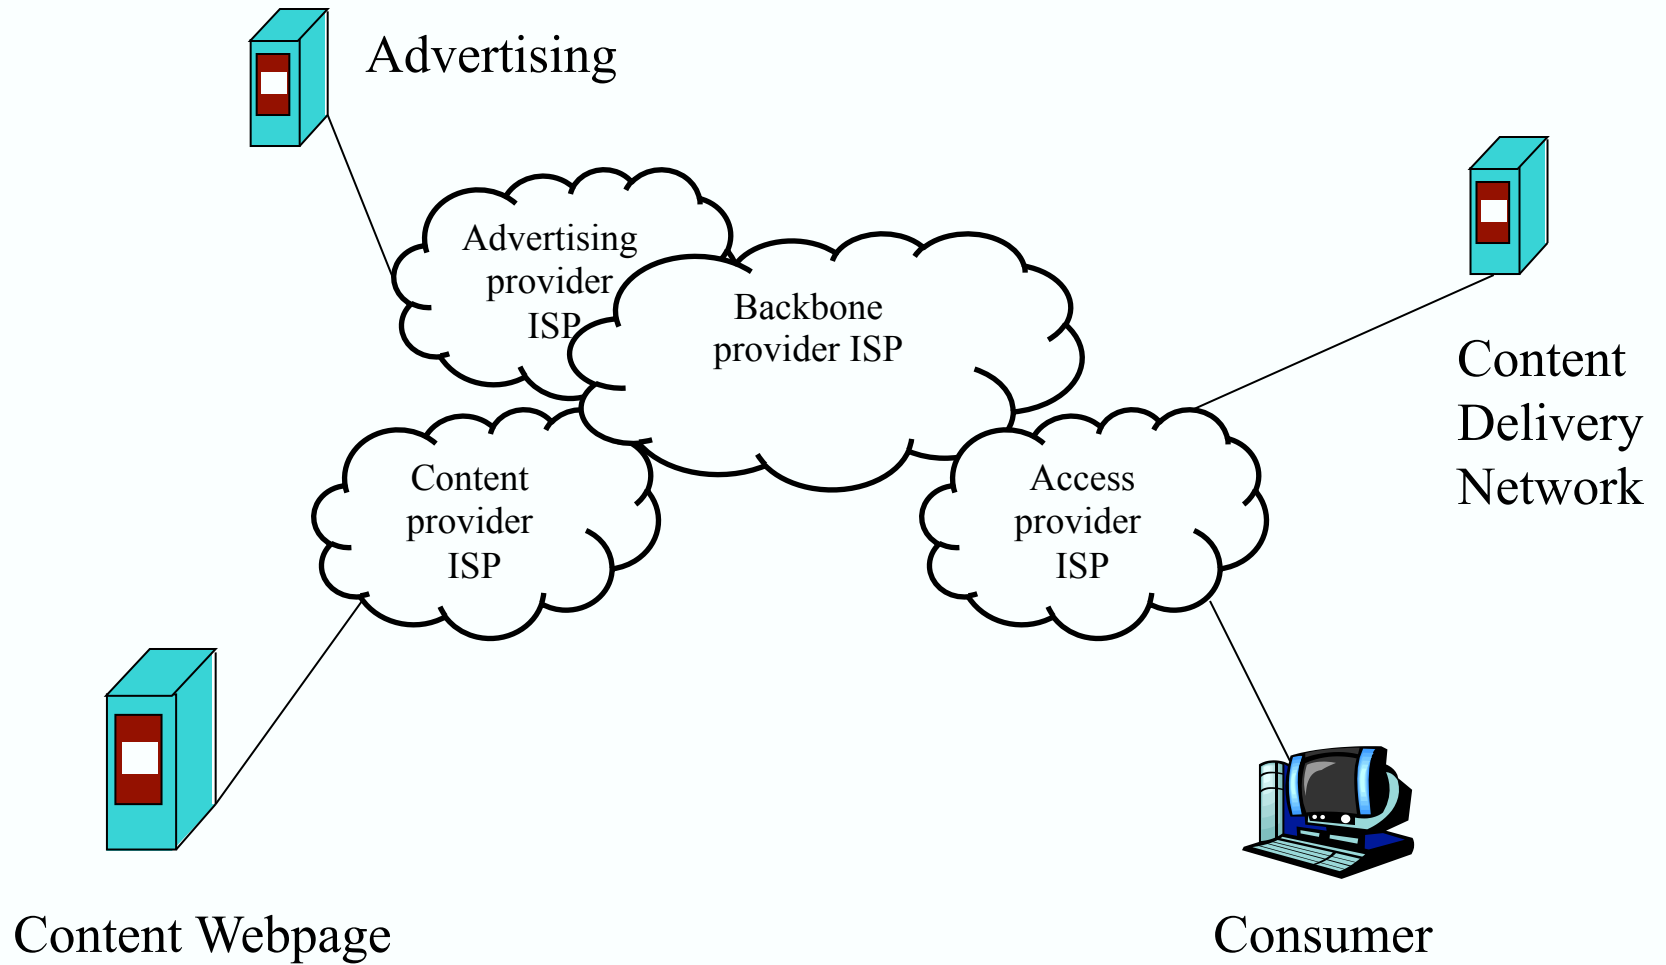 Advertising
Advertising
provider
ISP
Backbone
provider ISP
Content
Delivery
Network
Content
provider
ISP
Access
provider
ISP
Content Webpage
Consumer